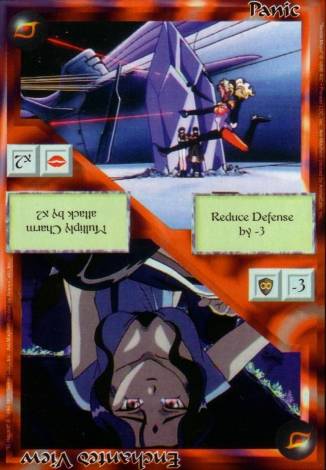 Panic
x2
Multiply Charm
attack by x2
Reduce Defense
by -3
-3
Enchanted View